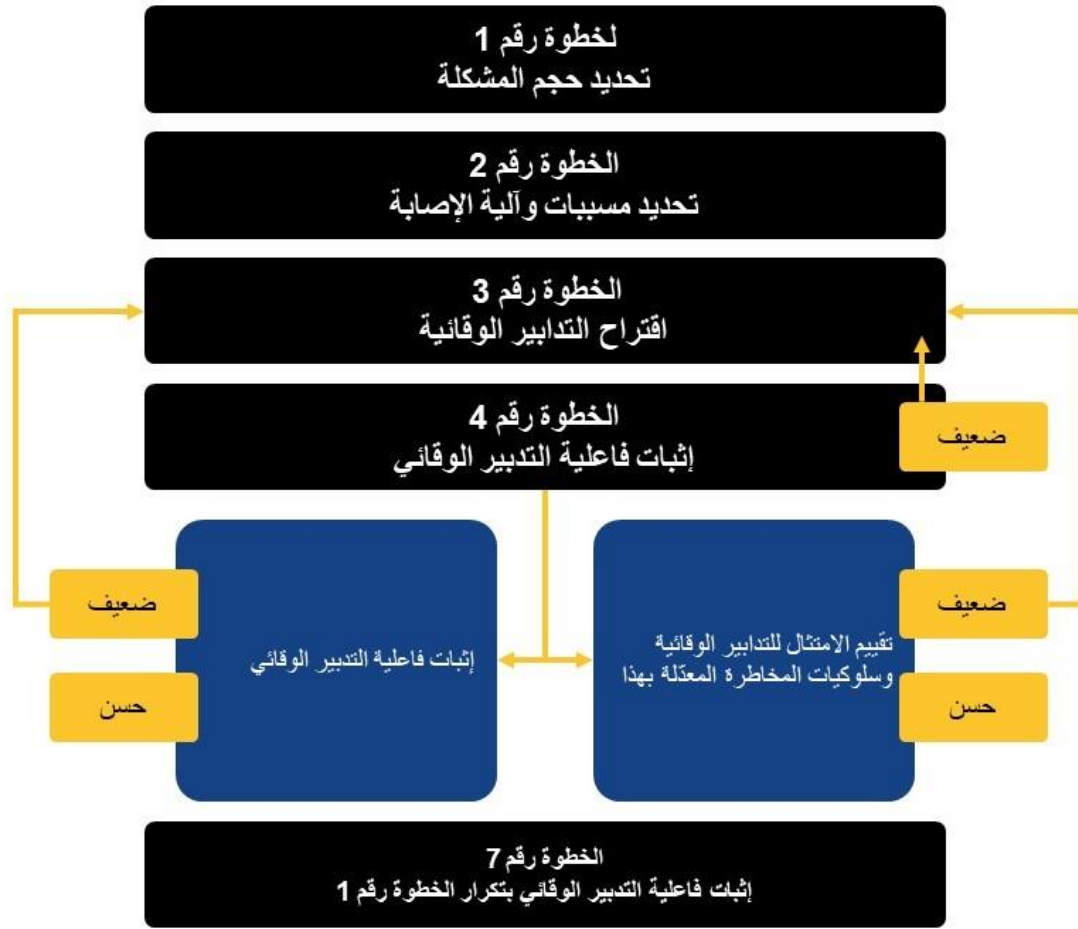 لخطوة رقم 1
تحديد حجم المشكلة
الخطوة رقم 2
تحديد مسببات وآلية الإصابة
الخطوة رقم 3
اقتراح التدابير الوقائية
الخطوة رقم 4
إثبات فاعلية التدبير الوقائي
ضعيف
ضعيف
تقييم الامتثال للتدابير الوقائية
وسلوكيات المخاطرة المعدّلة بهذا
حسن
إثبات فاعلية التدبير الوقائي
ضعيف
حسن
الخطوة رقم 7
إثبات فاعلية التدبير الوقائي بتكرار الخطوة رقم 1